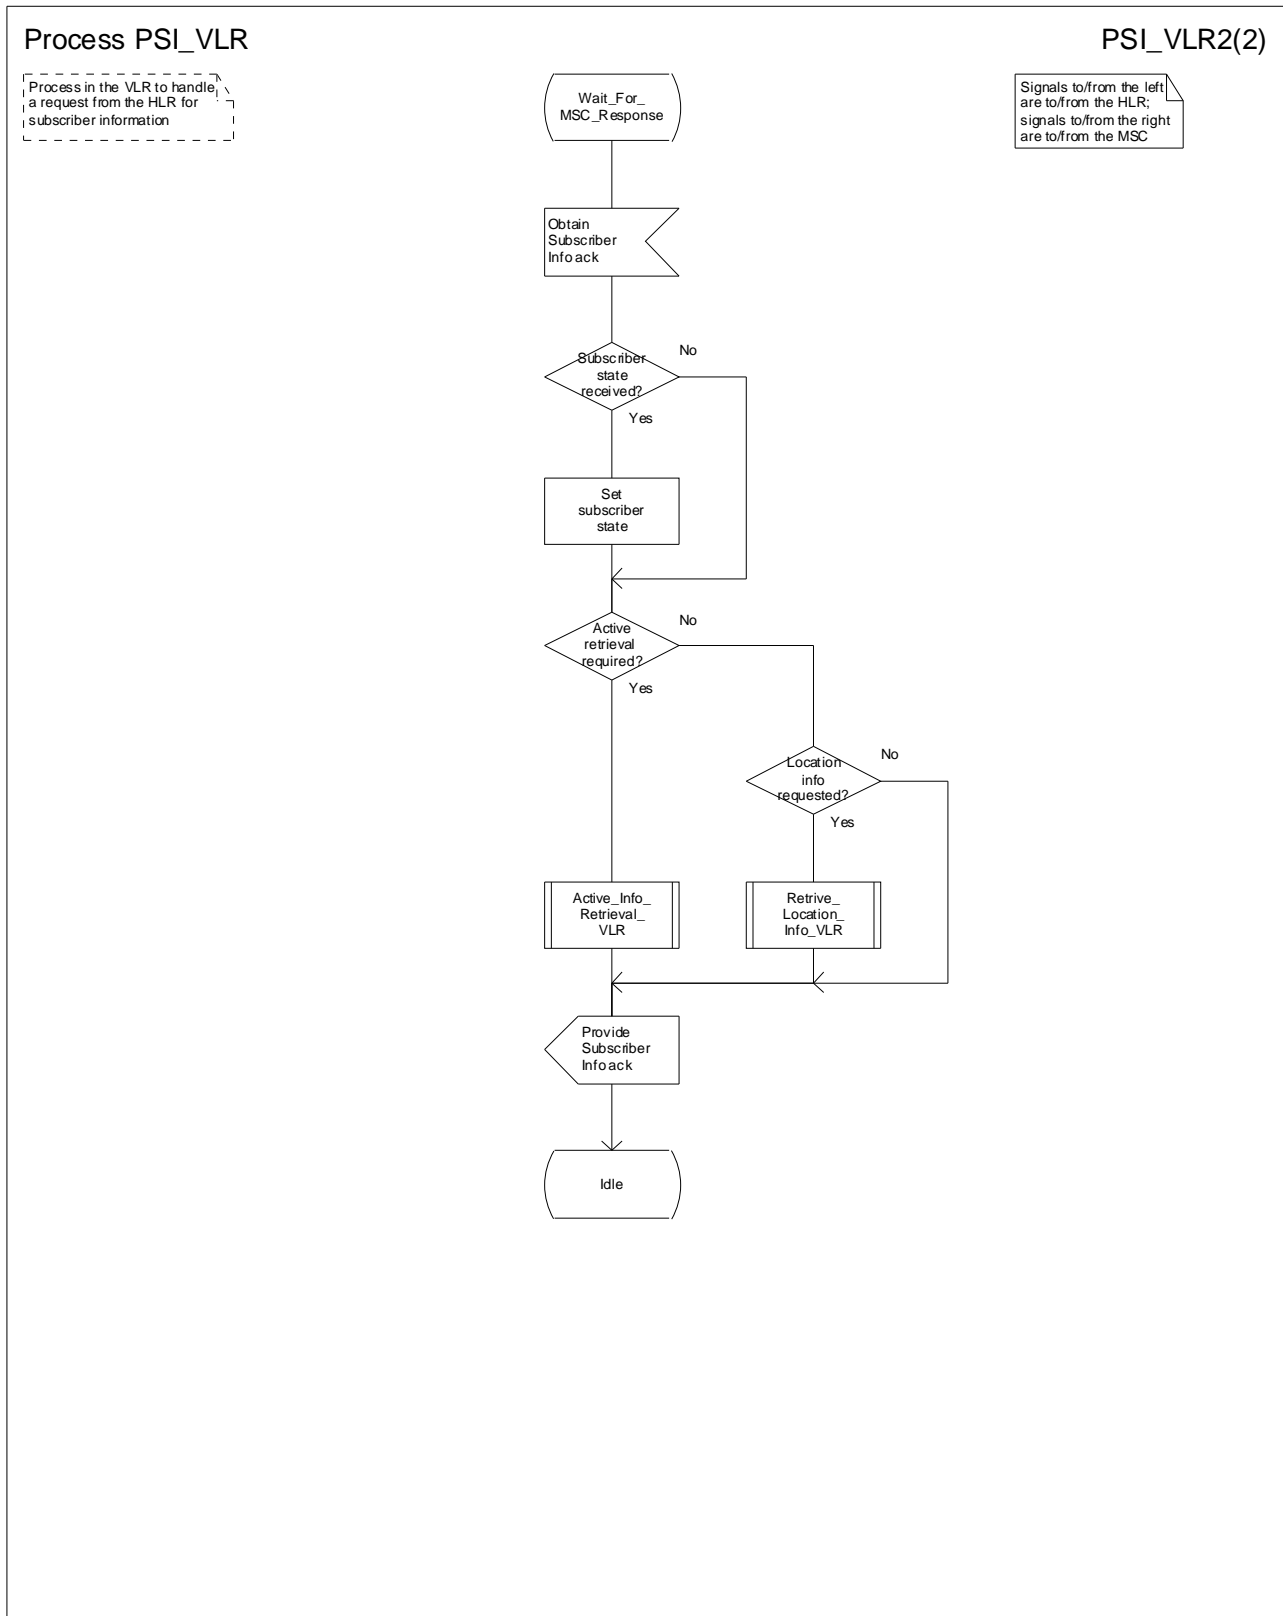 Process PSI_VLR
PSI_VLR2(2)
Process in the VLR to handle
a request from the HLR for
subscriber information
Wait_For_
MSC_Response
Signals to/from the left
are to/from the HLR;
signals to/from the right
are to/from the MSC
Obtain
Subscriber
Info ack
Subscriber
state
received?
No
Yes
Set
subscriber
state
Active
retrieval
required?
No
Yes
Location
info
requested?
No
Yes
Active_Info_
Retrieval_
VLR
Retrive_
Location_
Info_VLR
Provide
Subscriber
Info ack
Idle